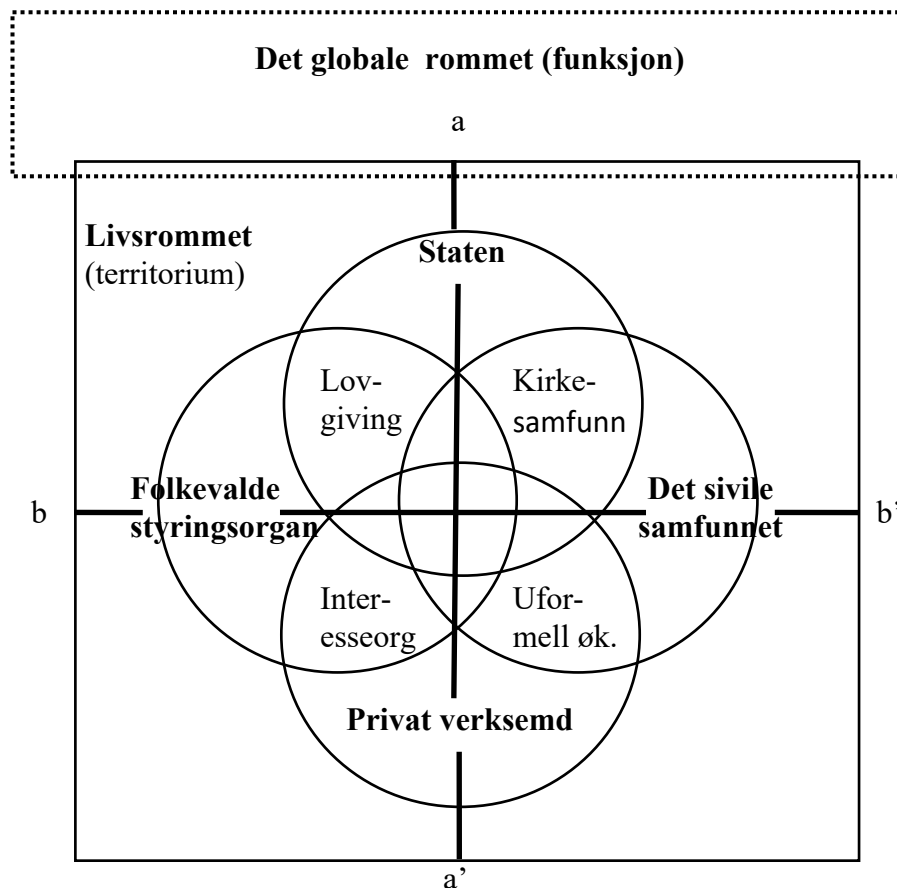 Det globale rommet (funksjon)
a
Livsrommet
(territorium)
Staten
Lov-
giving
Kirke-
samfunn
b
Folkevalde
styringsorgan
Det sivile
samfunnet
b'
Inter-
esseorg
Ufor-
mell øk.
Privat verksemd
a’